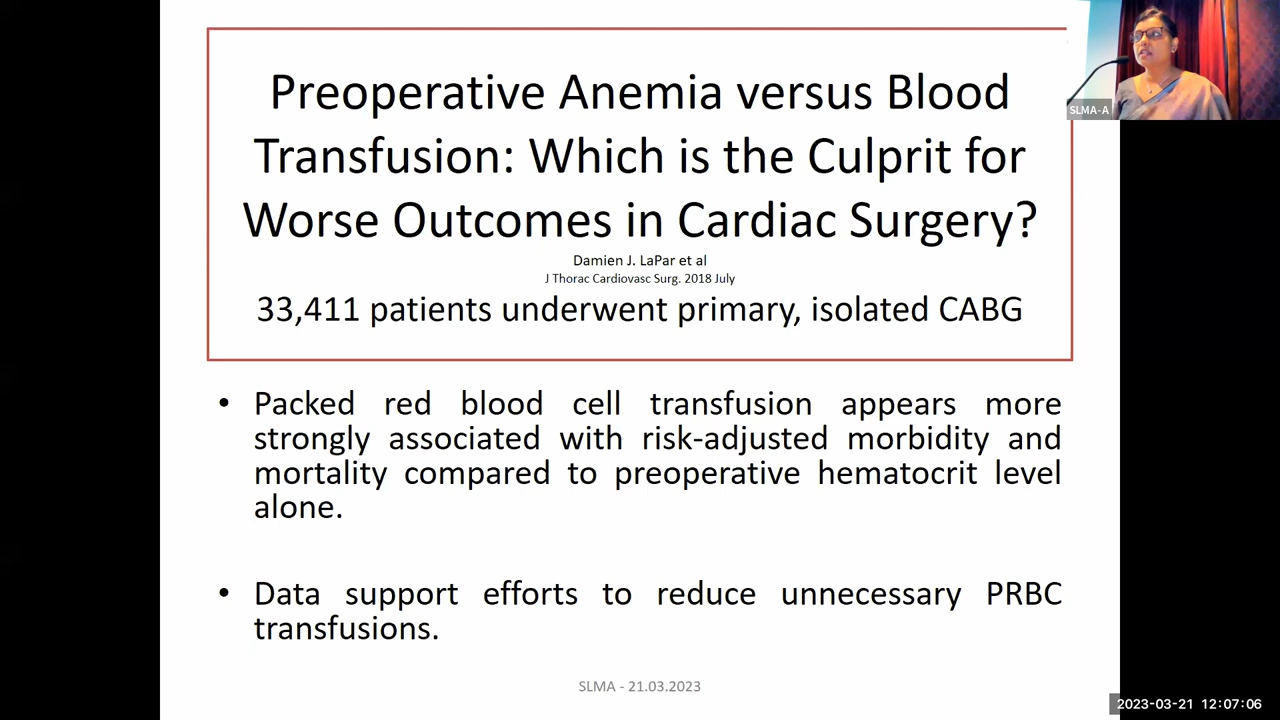 Preoperative Anemia versus Blood
Transfusion: Which is the Culprit for
Worse Outcomes in Cardiac Surgery?
Damien J. LaPar et al
J Thorac Cardiovasc Surg. 2018 July
33,411 patients underwent primary, isolated CABG
SLMA-A
• Packed red blood cell transfusion appears more
strongly associated with risk-adjusted morbidity and
mortality compared to preoperative hematocrit level
alone.
• Data support efforts to reduce unnecessary PRBC
transfusions.
SLMA - 21.03.2023
2023-03-21 12:07:06